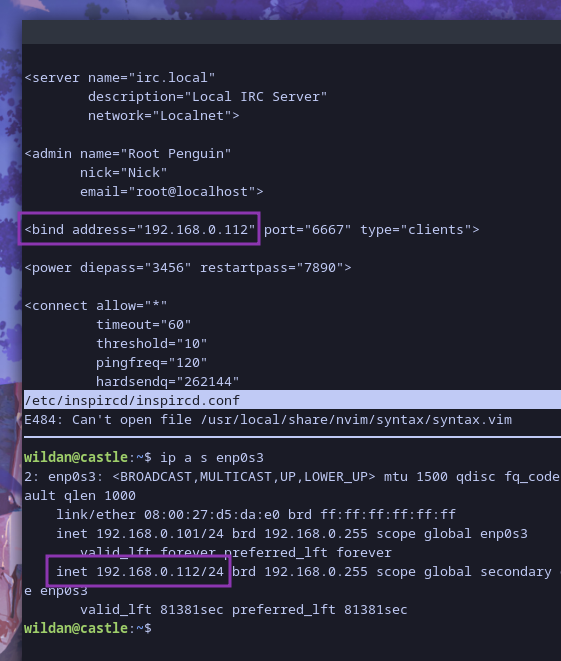 <server name="irc.local"
description="Local IRC Server"
network="Localnet">
<admin name="Root Penguin"
nick="Nick"
email="root@localhost">
<bind address="192.168.0.112" port="6667" type="clients">
<power diepass="3456" restartpass="7890">
<connect allow="*"
timeout="60"
threshold="10"
pingfreq="120"
hardsendq="262144"
/etc/inspircd/inspircd.conf
E484: Can't open file /usr/local/share/nvim/syntax/syntax.vim
wildan@castle:~$ ip a s enp0s3
2: enp0s3: <BROADCAST,MULTICAST,UP,LOWER_UP> mtu 1500 qdisc fq_code
ault qlen 1000
link/ether 08:00:27:d5:da:e0 brd ff:ff:ff:ff:ff:ff
inet 192.168.0.101/24 brd 192.168.0.255 scope global enp0s3
valid_lft forever preferred_lft forever
inet 192.168.0.112/24 brd 192.168.0.255 scope global secondary
e enp0s3
valid_lft 81381sec preferred_lft 81381sec
wildan@castle:~$